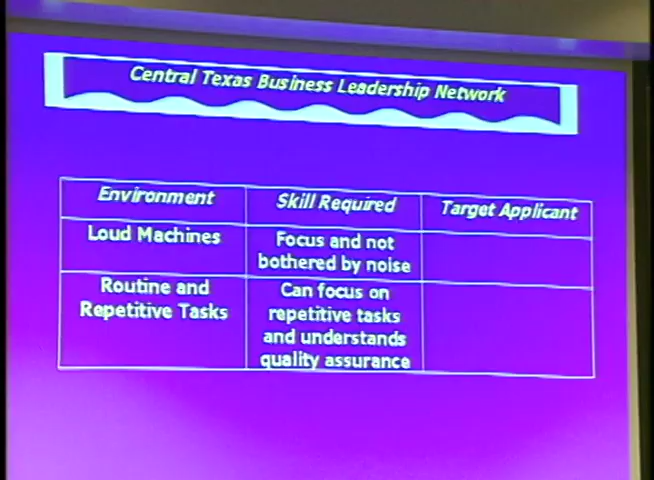 Central Texas Business Leadership Network
Environment
Skill Required
Target Applicant
Loud Machines
Focus and not
bothered by noise
Routine and
Repetitive Tasks
Can focus on
repetitive tasks
and understands
quality assurance